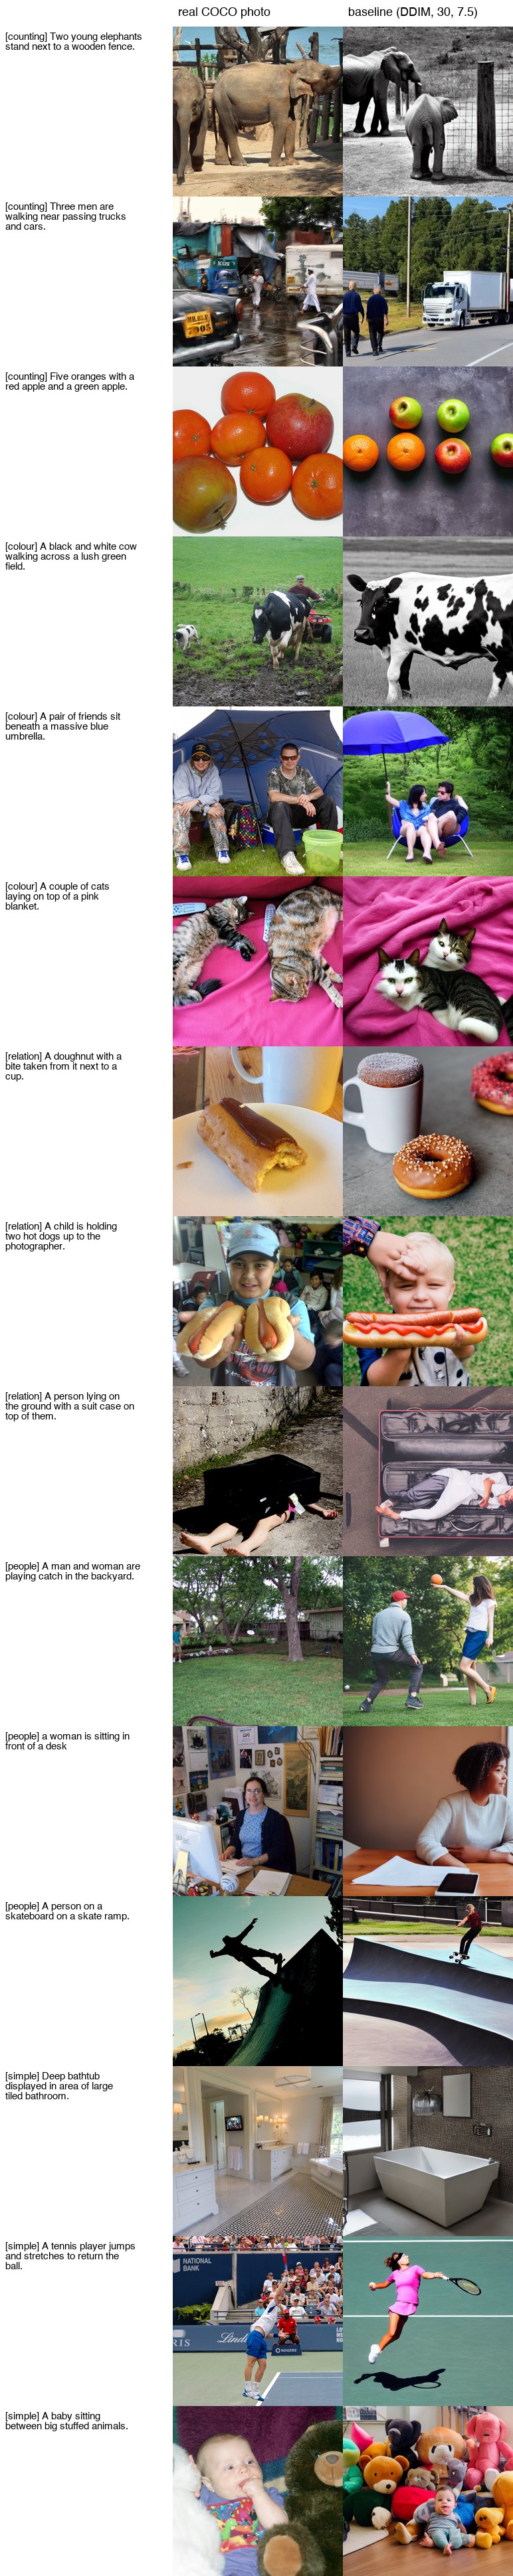 real COCO photo
baseline (DDIM, 30, 7.5)
[counting] Two young elephants
stand next to a wooden fence.
[counting] Three men are
walking near passing trucks
and cars.
[counting] Five oranges with a
red apple and a green apple.
[colour] A black and white cow
walking across a lush green
field.
[colour] A pair of friends sit
beneath a massive blue
umbrella.
[colour] A couple of cats
laying on top of a pink
blanket.
[relation] A doughnut with a
bite taken from it next to a
cup.
[relation] A child is holding
two hot dogs up to the
photographer.
[relation] A person lying on
the ground with a suit case on
top of them.
[people] A man and woman are
playing catch in the backyard.
[people] a woman is sitting in
front of a desk
[people] A person on a
skateboard on a skate ramp.
[simple] Deep bathtub
displayed in area of large
tiled bathroom.
[simple] A tennis player jumps
and stretches to return the
ball.
NATIONAL
BANK
ROGERS
[simple] A baby sitting
between big stuffed animals.